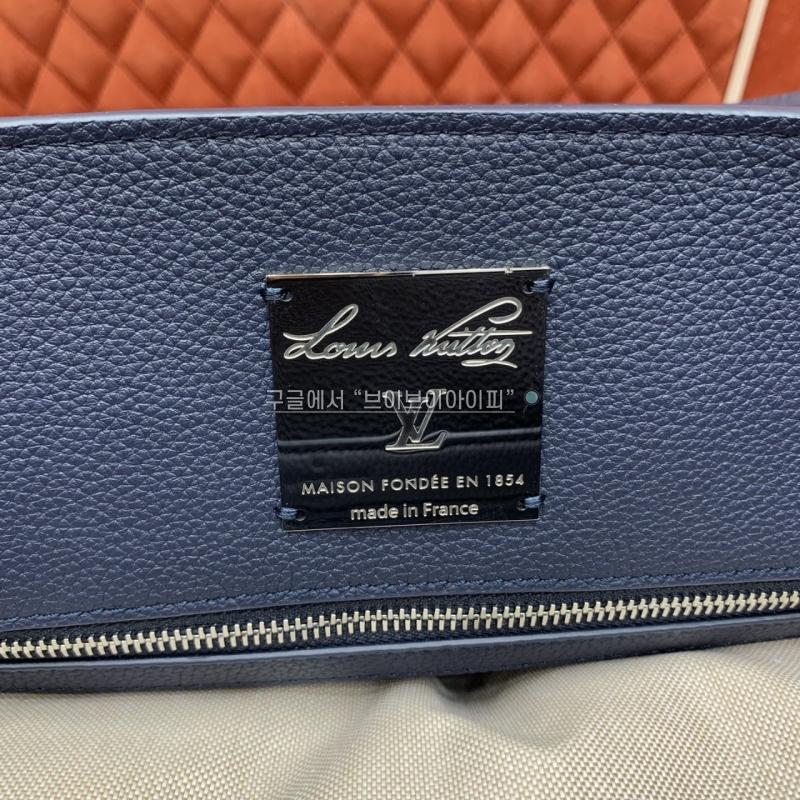 Louis Vuitton
구글에서 “브이브이아이피”
LV
MAISON FONDÉE EN 1854
made in France